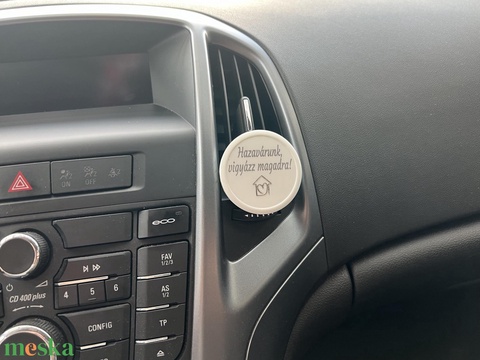 Hazavárunk,
vigyázz magadra!
ON
OFF
eco
FAV
1/2/3
CD 400 plus
4 5 6
AS
1/2
CONFIG
TP
meska